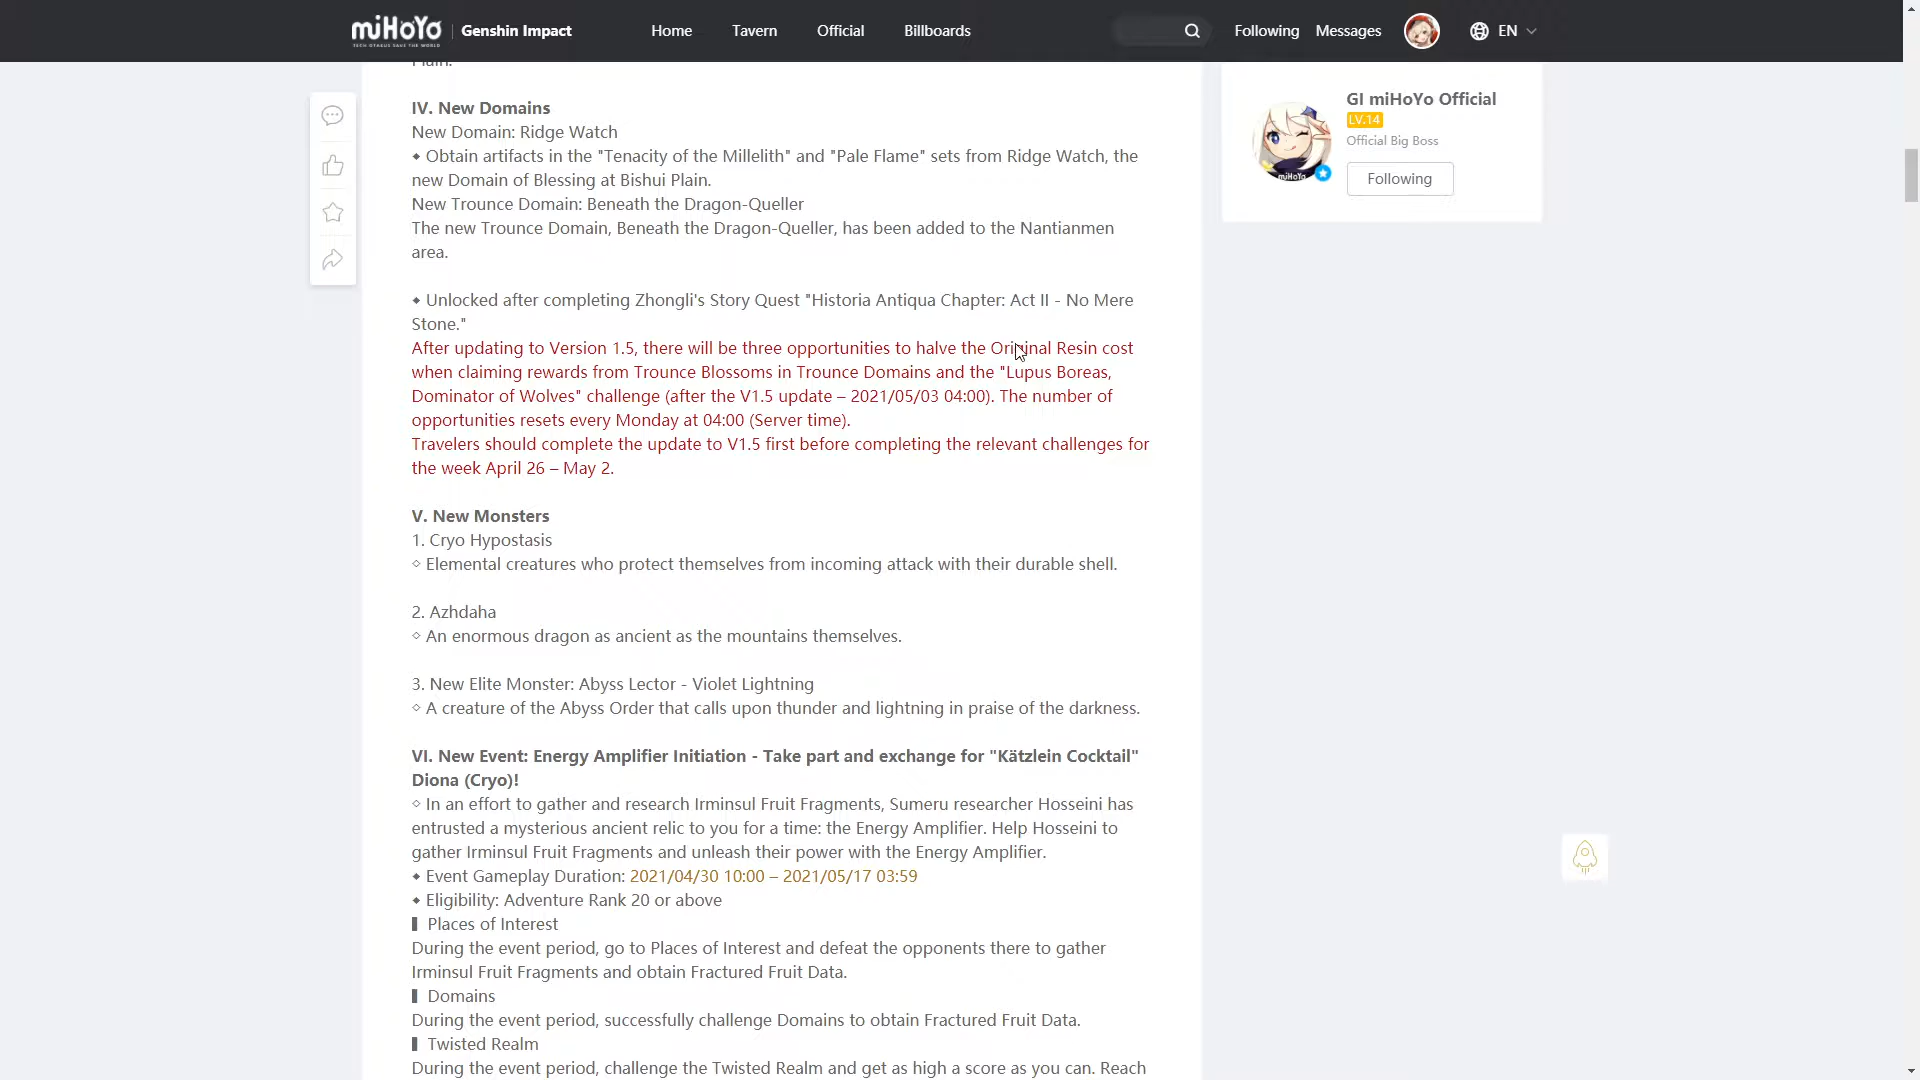 miHoYo
TECH OTAKUS SAVE THE WORLD
Genshin Impact
Home
Tavern
Official
Billboards
Following
Messages
EN
Plain.
IV. New Domains
New Domain: Ridge Watch
◆ Obtain artifacts in the "Tenacity of the Millelith" and "Pale Flame" sets from Ridge Watch, the
new Domain of Blessing at Bishui Plain.
New Trounce Domain: Beneath the Dragon-Queller
The new Trounce Domain, Beneath the Dragon-Queller, has been added to the Nantianmen
area.
◆ Unlocked after completing Zhongli's Story Quest "Historia Antiqua Chapter: Act II - No Mere
Stone."
After updating to Version 1.5, there will be three opportunities to halve the Original Resin cost
when claiming rewards from Trounce Blossoms in Trounce Domains and the "Lupus Boreas,
Dominator of Wolves" challenge (after the V1.5 update – 2021/05/03 04:00). The number of
opportunities resets every Monday at 04:00 (Server time).
Travelers should complete the update to V1.5 first before completing the relevant challenges for
the week April 26 – May 2.
V. New Monsters
1. Cryo Hypostasis
◇ Elemental creatures who protect themselves from incoming attack with their durable shell.
2. Azhdaha
◇ An enormous dragon as ancient as the mountains themselves.
3. New Elite Monster: Abyss Lector - Violet Lightning
◇ A creature of the Abyss Order that calls upon thunder and lightning in praise of the darkness.
VI. New Event: Energy Amplifier Initiation - Take part and exchange for "Kätzlein Cocktail"
Diona (Cryo)!
◇ In an effort to gather and research Irminsul Fruit Fragments, Sumeru researcher Hosseini has
entrusted a mysterious ancient relic to you for a time: the Energy Amplifier. Help Hosseini to
gather Irminsul Fruit Fragments and unleash their power with the Energy Amplifier.
◆ Event Gameplay Duration: 2021/04/30 10:00 – 2021/05/17 03:59
◆ Eligibility: Adventure Rank 20 or above
▌ Places of Interest
During the event period, go to Places of Interest and defeat the opponents there to gather
Irminsul Fruit Fragments and obtain Fractured Fruit Data.
▌ Domains
During the event period, successfully challenge Domains to obtain Fractured Fruit Data.
▌ Twisted Realm
During the event period, challenge the Twisted Realm and get as high a score as you can. Reach
GI miHoYo Official
LV.14
Official Big Boss
miHoYo
Following